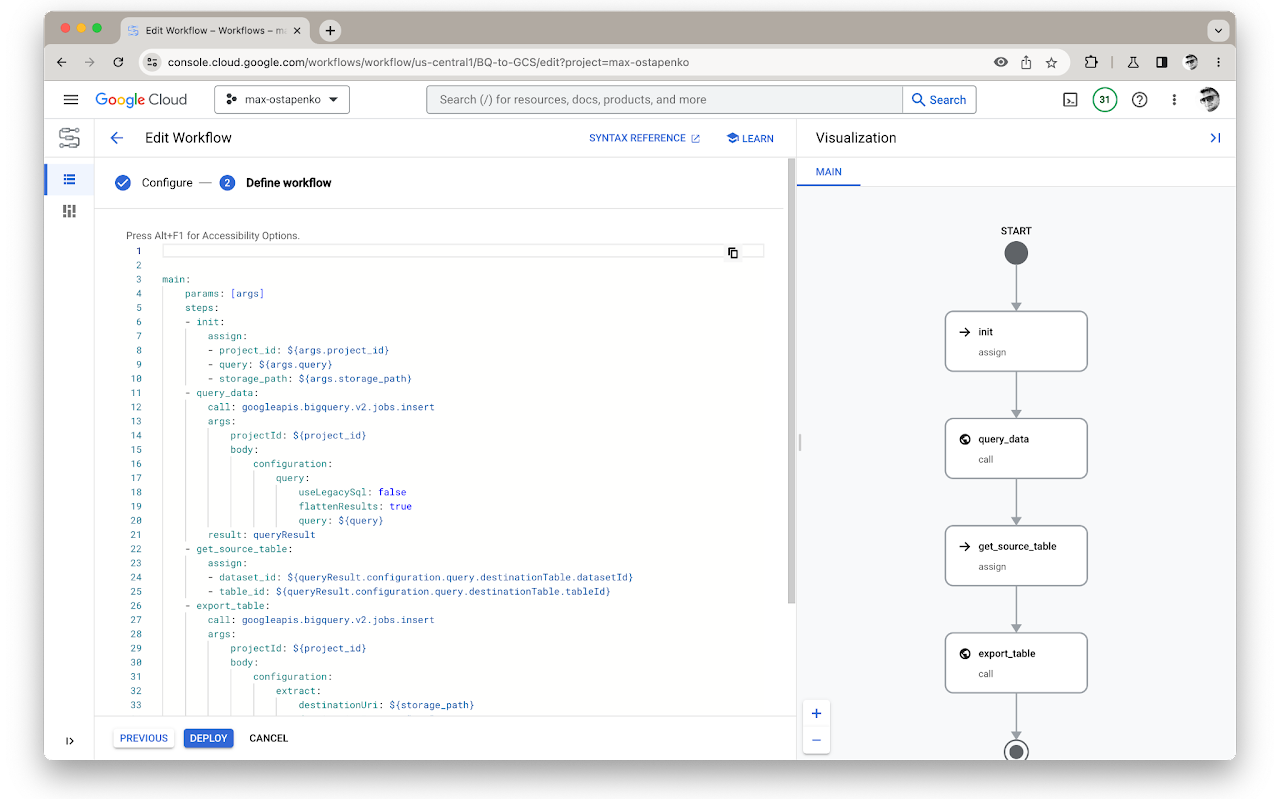 Edit Workflow – Workflows – ma
console.cloud.google.com/workflows/workflow/us-central1/BQ-to-GCS/edit?project=max-ostapenko
Google Cloud
max-ostapenko
Search (/) for resources, docs, products, and more
Search
31
Edit Workflow
SYNTAX REFERENCE
LEARN
Configure
2
Define workflow
Press Alt+F1 for Accessibility Options.
1
2
3 main:
4 params: [args]
5 steps:
6 - init:
7 assign:
8 - project_id: ${args.project_id}
9 - query: ${args.query}
10 - storage_path: ${args.storage_path}
11 - query_data:
12 call: googleapis.bigquery.v2.jobs.insert
13 args:
14 projectId: ${project_id}
15 body:
16 configuration:
17 query:
18 useLegacySql: false
19 flattenResults: true
20 query: ${query}
21 result: queryResult
22 - get_source_table:
23 assign:
24 - dataset_id: ${queryResult.configuration.query.destinationTable.datasetId}
25 - table_id: ${queryResult.configuration.query.destinationTable.tableId}
26 - export_table:
27 call: googleapis.bigquery.v2.jobs.insert
28 args:
29 projectId: ${project_id}
30 body:
31 configuration:
32 extract:
33 destinationUri: ${storage_path}
PREVIOUS
DEPLOY
CANCEL
Visualization
MAIN
START
init
assign
query_data
call
get_source_table
assign
export_table
call